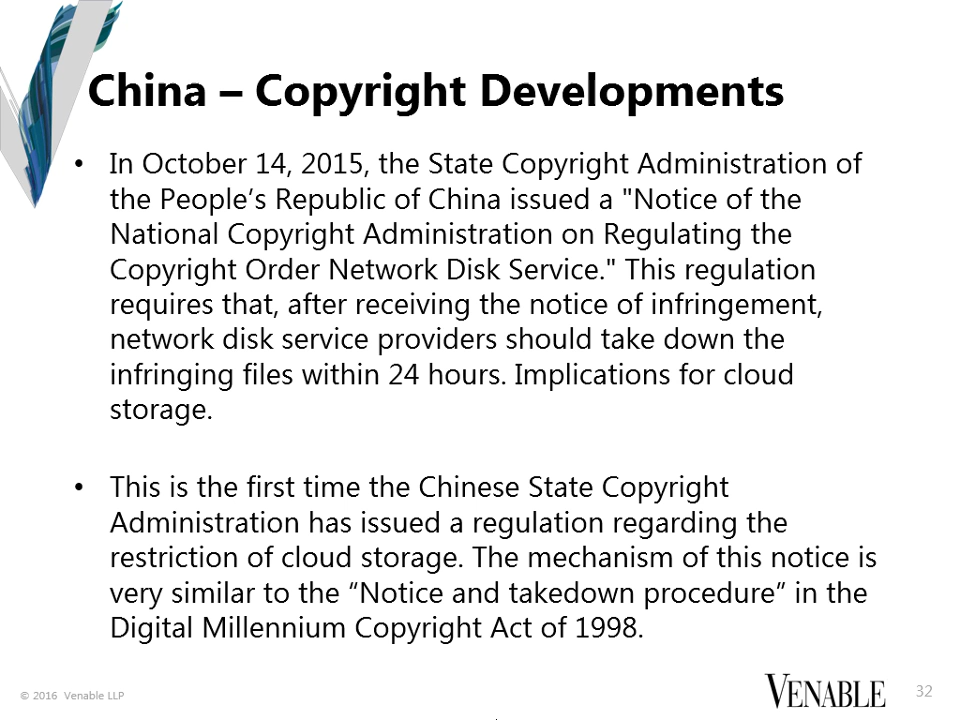 China – Copyright Developments
• In October 14, 2015, the State Copyright Administration of
the People’s Republic of China issued a "Notice of the
National Copyright Administration on Regulating the
Copyright Order Network Disk Service." This regulation
requires that, after receiving the notice of infringement,
network disk service providers should take down the
infringing files within 24 hours. Implications for cloud
storage.
• This is the first time the Chinese State Copyright
Administration has issued a regulation regarding the
restriction of cloud storage. The mechanism of this notice is
very similar to the “Notice and takedown procedure” in the
Digital Millennium Copyright Act of 1998.
© 2016 Venable LLP
VENABLE
32